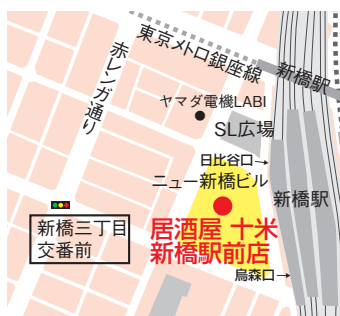 東京メトロ銀座線
新橋駅
赤レンガ通り
ヤマダ電機LABI
SL広場
日比谷口→
ニュー新橋ビル
新橋駅
居酒屋 十米
新橋駅前店
新橋三丁目
交番前
烏森口→